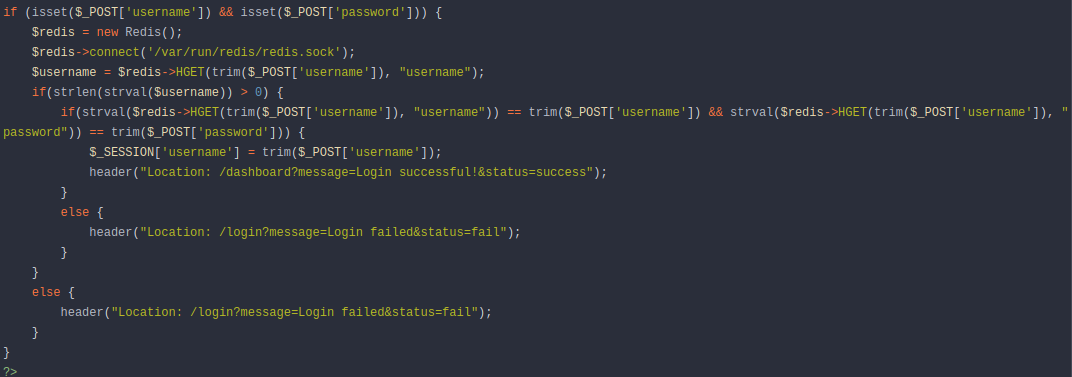 if (isset($_POST['username']) && isset($_POST['password'])) {
    $redis = new Redis();
    $redis->connect('/var/run/redis/redis.sock');
    $username = $redis->HGET(trim($_POST['username']), "username");
    if(strlen(strval($username)) > 0) {
        if(strval($redis->HGET(trim($_POST['username']), "username")) == trim($_POST['username']) && strval($redis->HGET(trim($_POST['username']), "
password")) == trim($_POST['password'])) {
            $_SESSION['username'] = trim($_POST['username']);
            header("Location: /dashboard?message=Login successful!&status=success");
        }
        else {
            header("Location: /login?message=Login failed&status=fail");
        }
    }
    else {
        header("Location: /login?message=Login failed&status=fail");
    }
}
?>